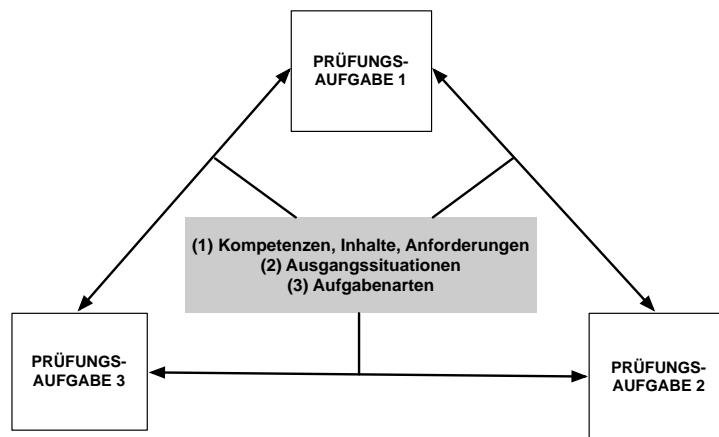 PRÜFUNGS-
AUFGABE 1
(1) Kompetenzen, Inhalte, Anforderungen
(2) Ausgangssituationen
(3) Aufgabenarten
PRÜFUNGS-
AUFGABE 3
PRÜFUNGS-
AUFGABE 2